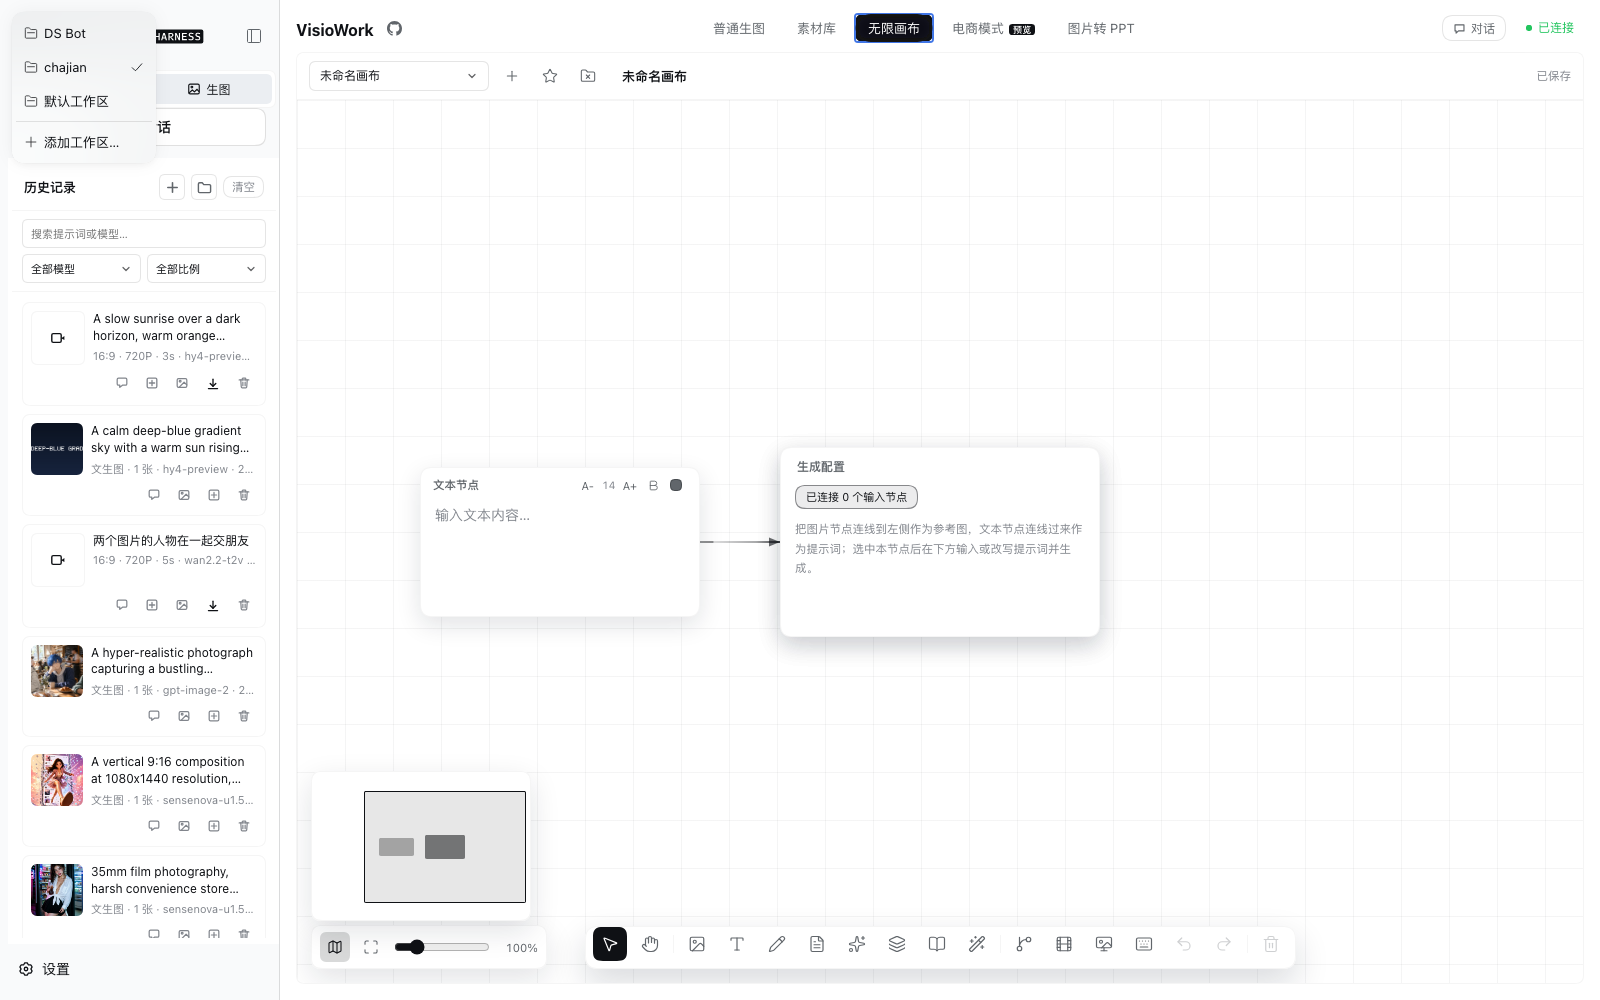 DS Bot
chajian
默认工作区
添加工作区...
HARNESS
生图
话
历史记录
清空
搜索提示词或模型...
全部模型
全部比例
A slow sunrise over a dark
horizon, warm orange...
16:9 · 720P · 3s · hy4-previe...
A calm deep-blue gradient
sky with a warm sun rising...
文生图 · 1 张 · hy4-preview · 2...
DEEP-BLUE GRAD
两个图片的人物在一起交朋友
16:9 · 720P · 5s · wan2.2-t2v ...
A hyper-realistic photograph
capturing a bustling...
文生图 · 1 张 · gpt-image-2 · 2...
A vertical 9:16 composition
at 1080x1440 resolution,...
文生图 · 1 张 · sensenova-u1.5...
35mm film photography,
harsh convenience store...
文生图 · 1 张 · sensenova-u1.5...
设置
VisioWork
普通生图
素材库
无限画布
电商模式 预览
图片转 PPT
对话
已连接
未命名画布
未命名画布
已保存
文本节点
A- 14 A+ B
输入文本内容...
生成配置
已连接 0 个输入节点
把图片节点连线到左侧作为参考图，文本节点连线过来作
为提示词；选中本节点后在下方输入或改写提示词并生
成。
100%